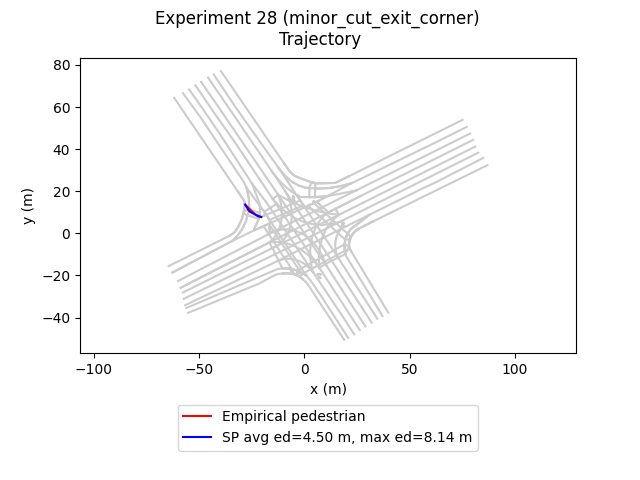 Experiment 28 (minor_cut_exit_corner)
Trajectory
80
60
40
20
0
−20
−40
y (m)
−100
−50
0
50
100
x (m)
Empirical pedestrian
SP avg ed=4.50 m, max ed=8.14 m